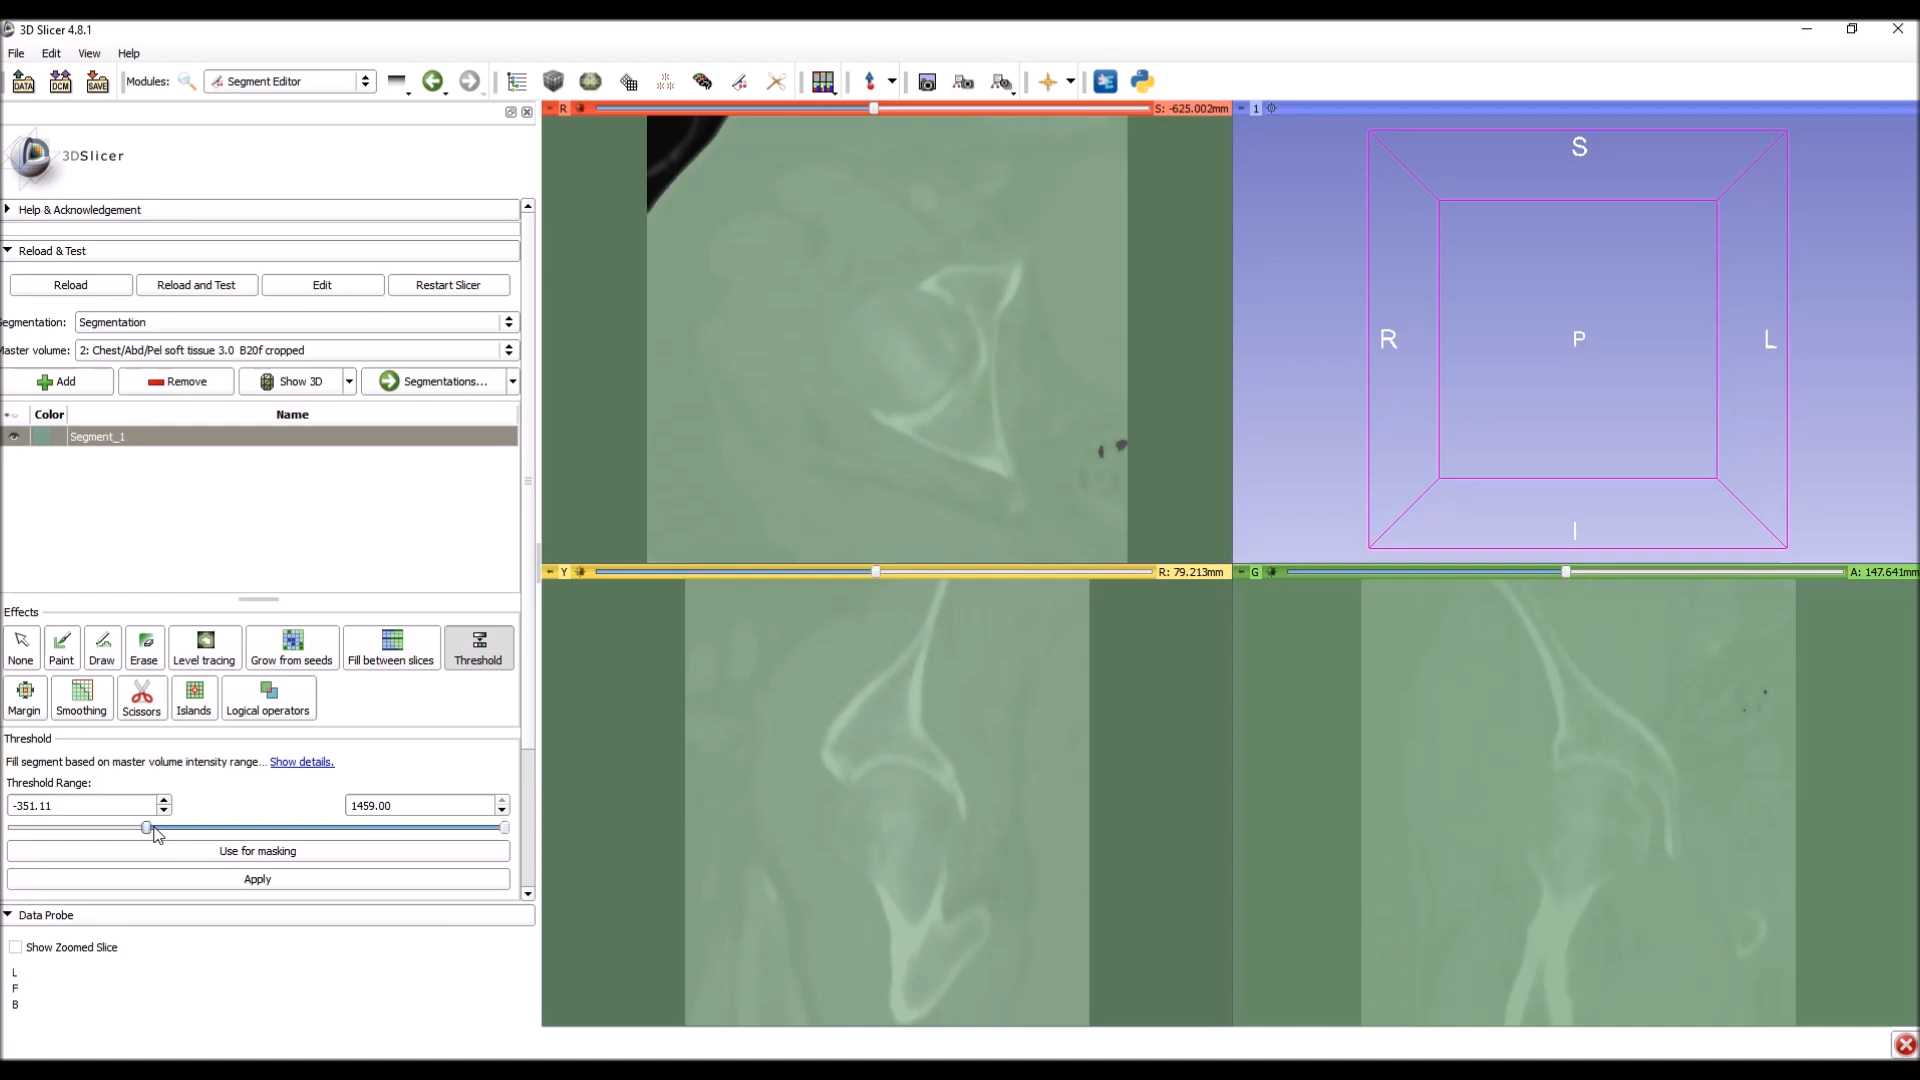 3D Slicer 4.8.1
File Edit View Help
DATA DCM SAVE Modules: Segment Editor
R S: -625.002mm
1
3DSlicer
Help & Acknowledgement
Reload & Test
Reload Reload and Test Edit Restart Slicer
Segmentation: Segmentation
Master volume: 2: Chest/Abd/Pel soft tissue 3.0 B20f cropped
Add Remove Show 3D Segmentations...
Color Name
Segment_1
S
R P L
I
Y R: 79.213mm
G A: 147.641mm
Effects
None Paint Draw Erase Level tracing Grow from seeds Fill between slices Threshold
Margin Smoothing Scissors Islands Logical operators
Threshold
Fill segment based on master volume intensity range... Show details.
Threshold Range:
-351.11 1459.00
Use for masking
Apply
Data Probe
Show Zoomed Slice
L
F
B